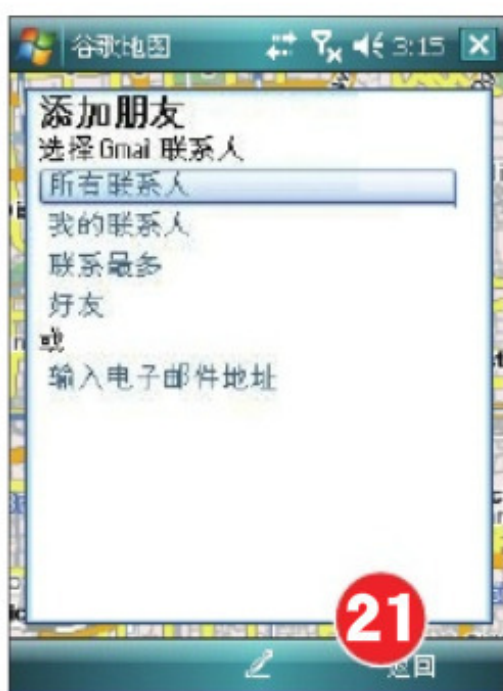 谷歌地图 3:15
添加朋友
选择 Gmail 联系人
所有联系人
我的联系人
联系最多
好友
或
输入电子邮件地址
21
返回